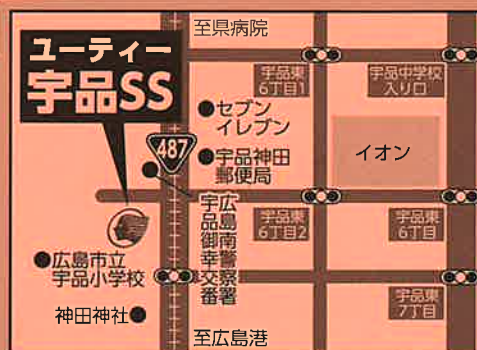 至県病院
ユーティー
宇品SS
宇品東
6丁目1
宇品中学校
入り口
セブン
イレブン
487
宇品神田
郵便局
イオン
広島南警察署
宇品御幸交番
宇品東
6丁目2
宇品東
6丁目
広島市立
宇品小学校
宇品東
7丁目
神田神社
至広島港